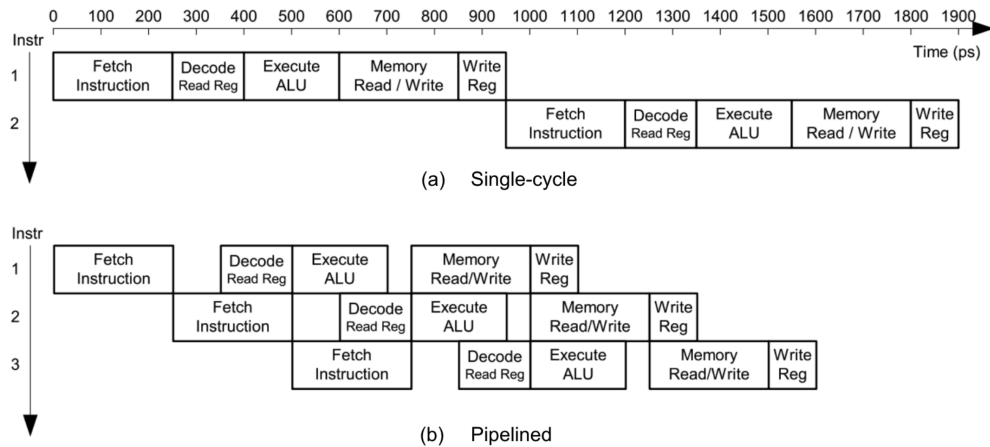 0 100 200 300 400 500 600 700 800 900 1000 1100 1200 1300 1400 1500 1600 1700 1800 1900
Instr
Time (ps)
1
Fetch
Instruction
Decode
Read Reg
Execute
ALU
Memory
Read / Write
Write
Reg
2
Fetch
Instruction
Decode
Read Reg
Execute
ALU
Memory
Read / Write
Write
Reg
(a) Single-cycle
Instr
1
Fetch
Instruction
Decode
Read Reg
Execute
ALU
Memory
Read/Write
Write
Reg
2
Fetch
Instruction
Decode
Read Reg
Execute
ALU
Memory
Read/Write
Write
Reg
3
Fetch
Instruction
Decode
Read Reg
Execute
ALU
Memory
Read/Write
Write
Reg
(b) Pipelined